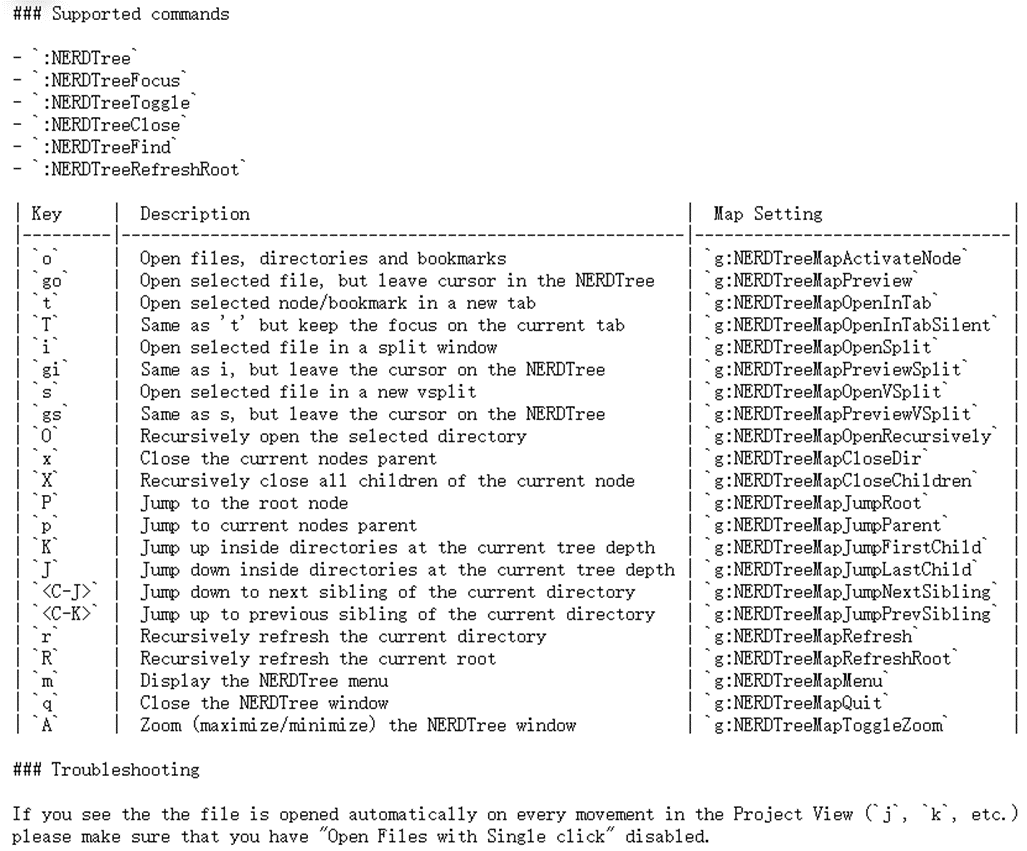 ### Supported commands
- `:NERDTree`
- `:NERDTreeFocus`
- `:NERDTreeToggle`
- `:NERDTreeClose`
- `:NERDTreeFind`
- `:NERDTreeRefreshRoot`
| Key | Description | Map Setting |
|---------|---------------------------------------------------------|--------------------------------|
| `o` | Open files, directories and bookmarks | `g:NERDTreeMapActivateNode` |
| `go` | Open selected file, but leave cursor in the NERDTree | `g:NERDTreeMapPreview` |
| `t` | Open selected node/bookmark in a new tab | `g:NERDTreeMapOpenInTab` |
| `T` | Same as 't' but keep the focus on the current tab | `g:NERDTreeMapOpenInTabSilent` |
| `i` | Open selected file in a split window | `g:NERDTreeMapOpenSplit` |
| `gi` | Same as i, but leave the cursor on the NERDTree | `g:NERDTreeMapPreviewSplit` |
| `s` | Open selected file in a new vsplit | `g:NERDTreeMapOpenVSplit` |
| `gs` | Same as s, but leave the cursor on the NERDTree | `g:NERDTreeMapPreviewVSplit` |
| `O` | Recursively open the selected directory | `g:NERDTreeMapOpenRecursively` |
| `x` | Close the current nodes parent | `g:NERDTreeMapCloseDir` |
| `X` | Recursively close all children of the current node | `g:NERDTreeMapCloseChildren` |
| `P` | Jump to the root node | `g:NERDTreeMapJumpRoot` |
| `p` | Jump to current nodes parent | `g:NERDTreeMapJumpParent` |
| `K` | Jump up inside directories at the current tree depth | `g:NERDTreeMapJumpFirstChild` |
| `J` | Jump down inside directories at the current tree depth | `g:NERDTreeMapJumpLastChild` |
| `<C-J>` | Jump down to next sibling of the current directory | `g:NERDTreeMapJumpNextSibling` |
| `<C-K>` | Jump up to previous sibling of the current directory | `g:NERDTreeMapJumpPrevSibling` |
| `r` | Recursively refresh the current directory | `g:NERDTreeMapRefresh` |
| `R` | Recursively refresh the current root | `g:NERDTreeMapRefreshRoot` |
| `m` | Display the NERDTree menu | `g:NERDTreeMapMenu` |
| `q` | Close the NERDTree window | `g:NERDTreeMapQuit` |
| `A` | Zoom (maximize/minimize) the NERDTree window | `g:NERDTreeMapToggleZoom` |
### Troubleshooting
If you see the the file is opened automatically on every movement in the Project View (`j`, `k`, etc.)
please make sure that you have "Open Files with Single click" disabled.